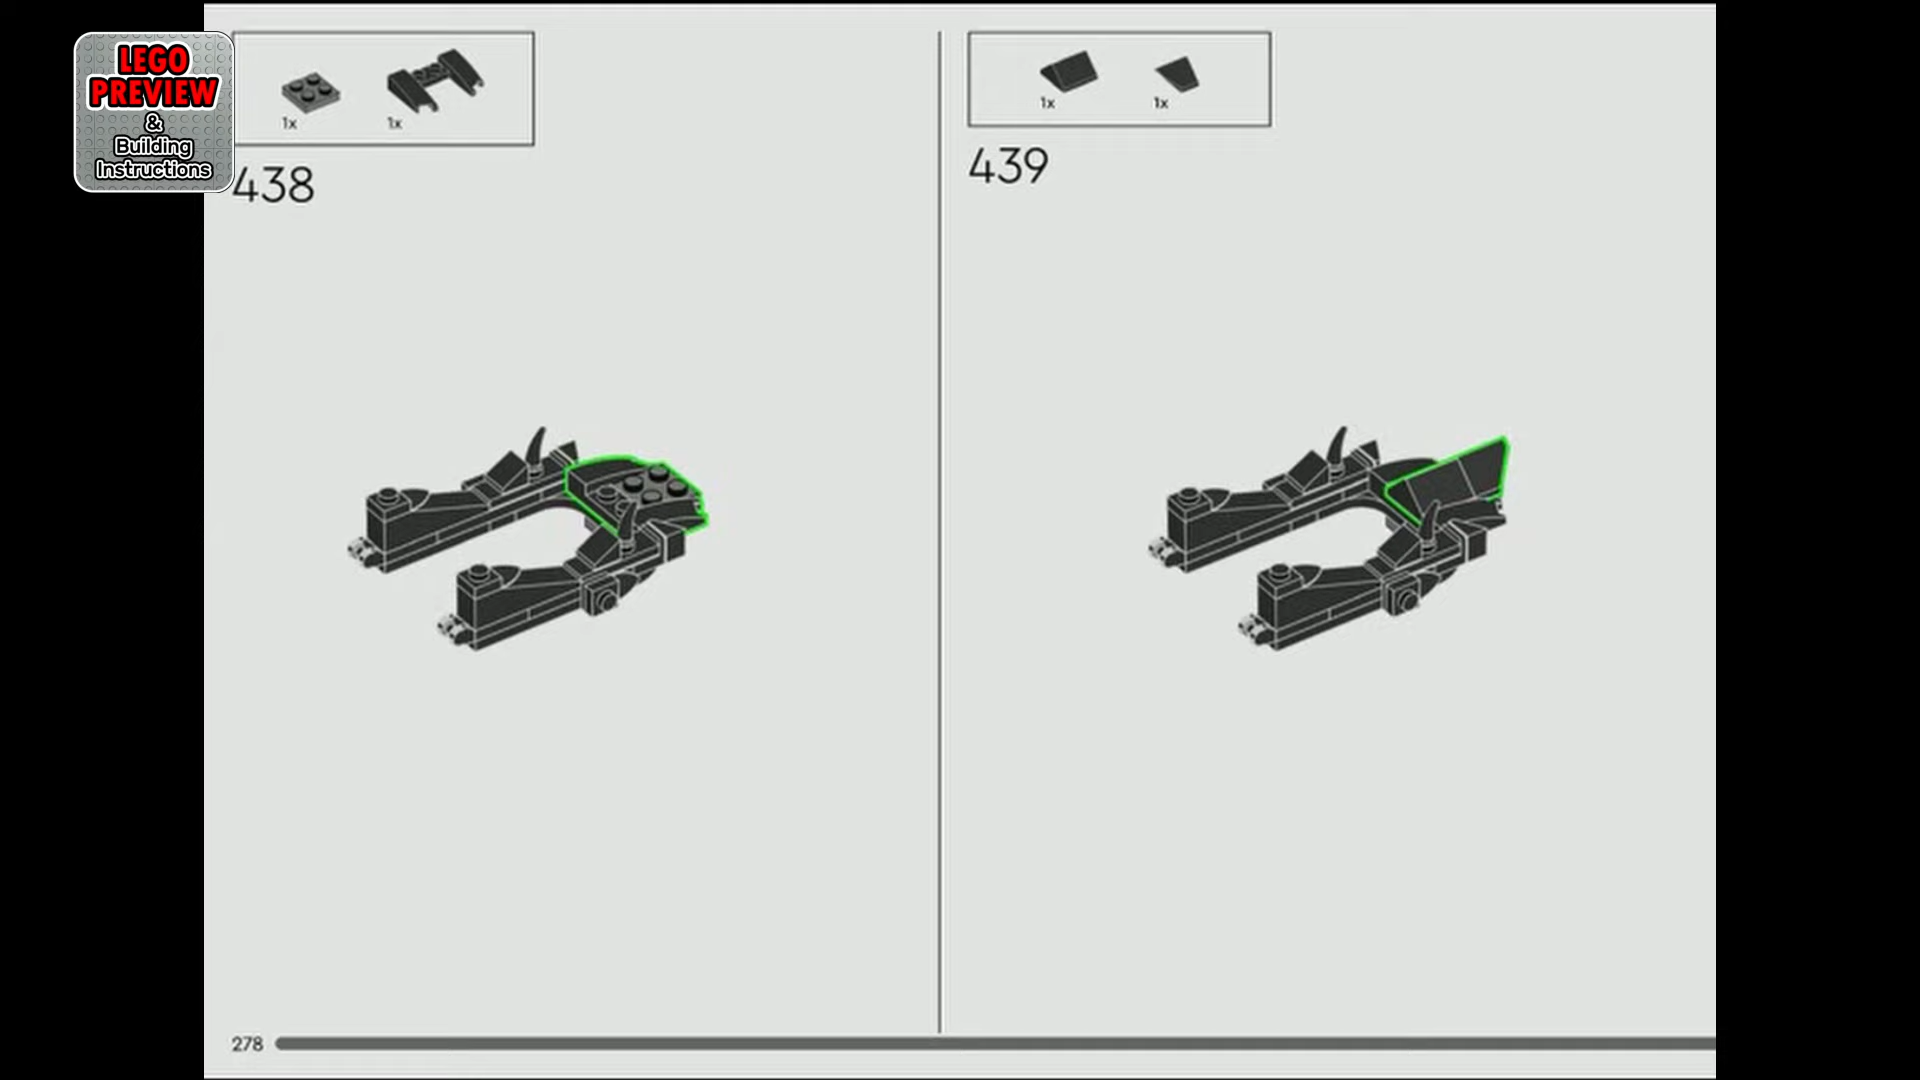 LEGO
PREVIEW
&
Building
Instructions
1x
1x
438
1x
1x
439
278